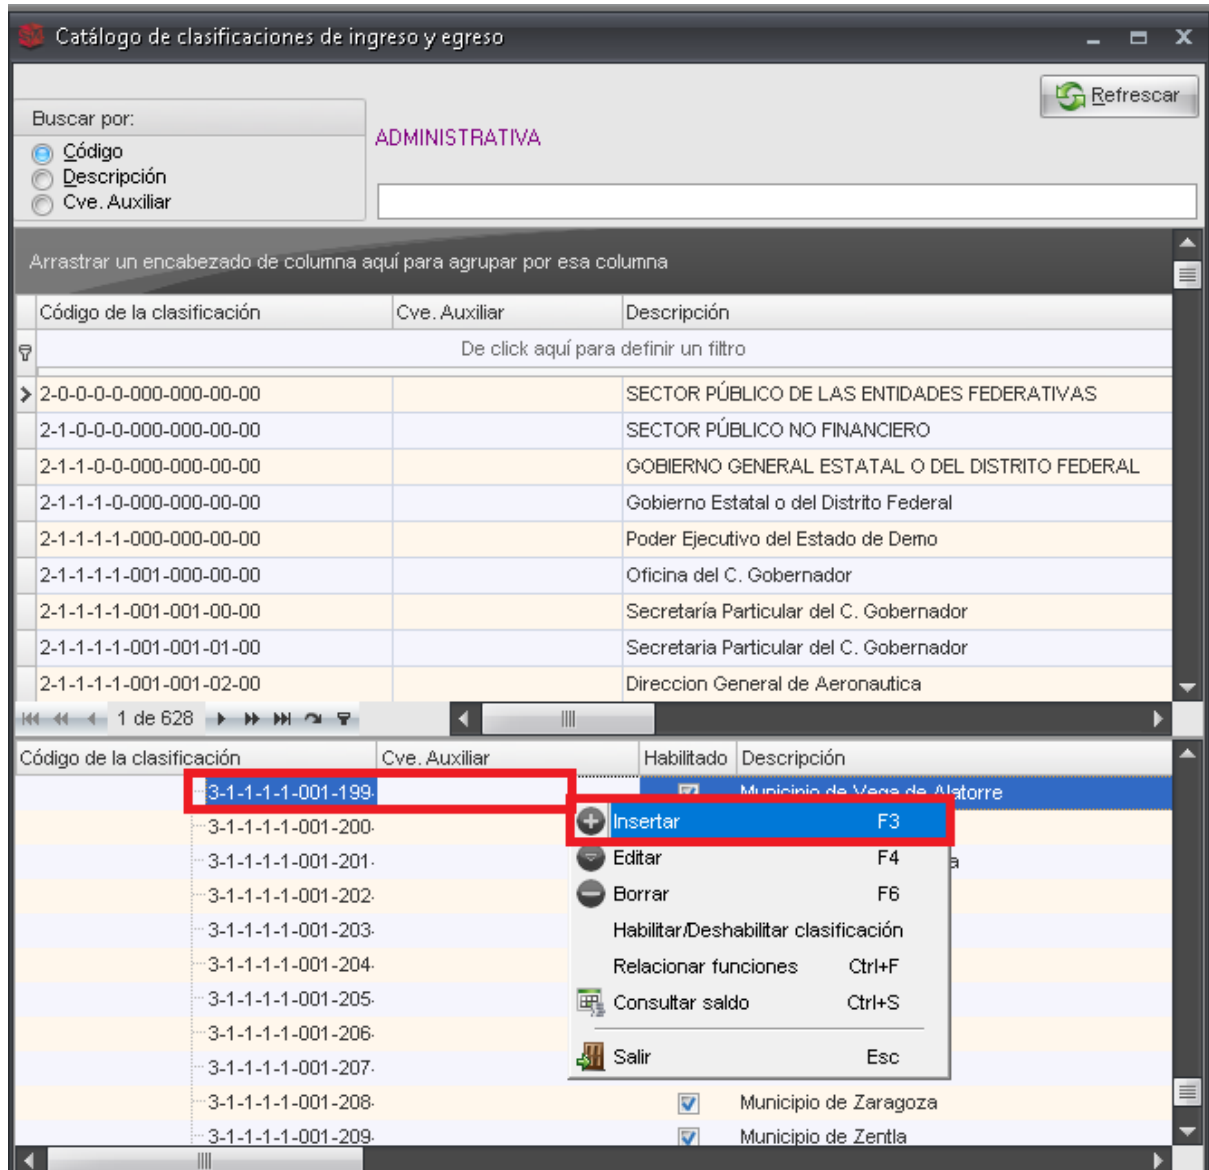 Catálogo de clasificaciones de ingreso y egreso
Refrescar
Buscar por:
Código
Descripción
Cve. Auxiliar
ADMINISTRATIVA
Arrastrar un encabezado de columna aquí para agrupar por esa columna
Código de la clasificación Cve. Auxiliar Descripción
De click aquí para definir un filtro
2-0-0-0-0-000-000-00-00 SECTOR PÚBLICO DE LAS ENTIDADES FEDERATIVAS
2-1-0-0-0-000-000-00-00 SECTOR PÚBLICO NO FINANCIERO
2-1-1-0-0-000-000-00-00 GOBIERNO GENERAL ESTATAL O DEL DISTRITO FEDERAL
2-1-1-1-0-000-000-00-00 Gobierno Estatal o del Distrito Federal
2-1-1-1-1-000-000-00-00 Poder Ejecutivo del Estado de Demo
2-1-1-1-1-001-000-00-00 Oficina del C. Gobernador
2-1-1-1-1-001-001-00-00 Secretaría Particular del C. Gobernador
2-1-1-1-1-001-001-01-00 Secretaria Particular del C. Gobernador
2-1-1-1-1-001-001-02-00 Direccion General de Aeronautica
1 de 628
Código de la clasificación Cve. Auxiliar Habilitado Descripción
3-1-1-1-1-001-199- Municipio de Vega de Alatorre
3-1-1-1-1-001-200-
3-1-1-1-1-001-201- a
3-1-1-1-1-001-202-
3-1-1-1-1-001-203-
3-1-1-1-1-001-204-
3-1-1-1-1-001-205-
3-1-1-1-1-001-206-
3-1-1-1-1-001-207-
3-1-1-1-1-001-208- Municipio de Zaragoza
3-1-1-1-1-001-209- Municipio de Zentla
Insertar F3
Editar F4
Borrar F6
Habilitar/Deshabilitar clasificación
Relacionar funciones Ctrl+F
Consultar saldo Ctrl+S
Salir Esc